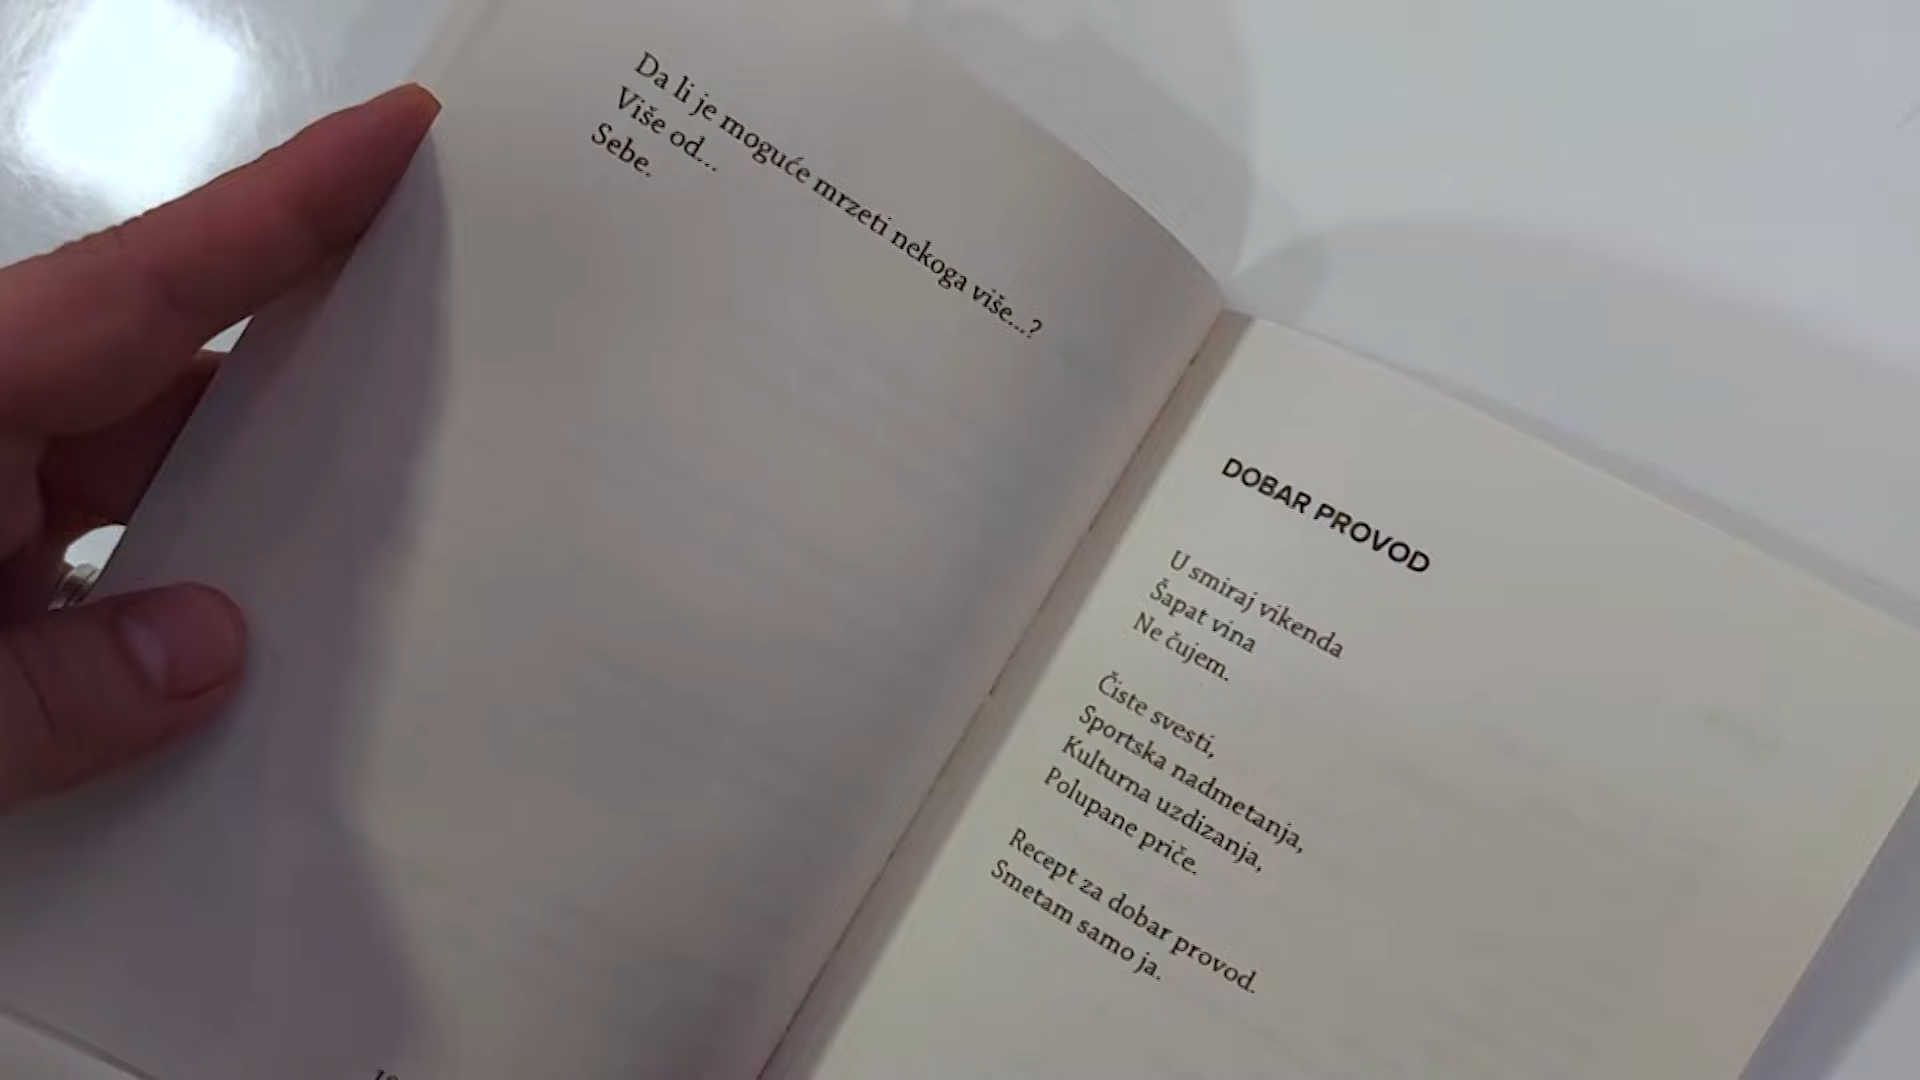 Da li je moguće mrzeti nekoga više...?
Više od...
Sebe.
DOBAR PROVOD
U smiraj vikenda
Šapat vina
Ne čujem.
Čiste svesti,
Sportska nadmetanja,
Kulturna uzdizanja,
Polupane priče.
Recept za dobar provod.
Smetam samo ja.